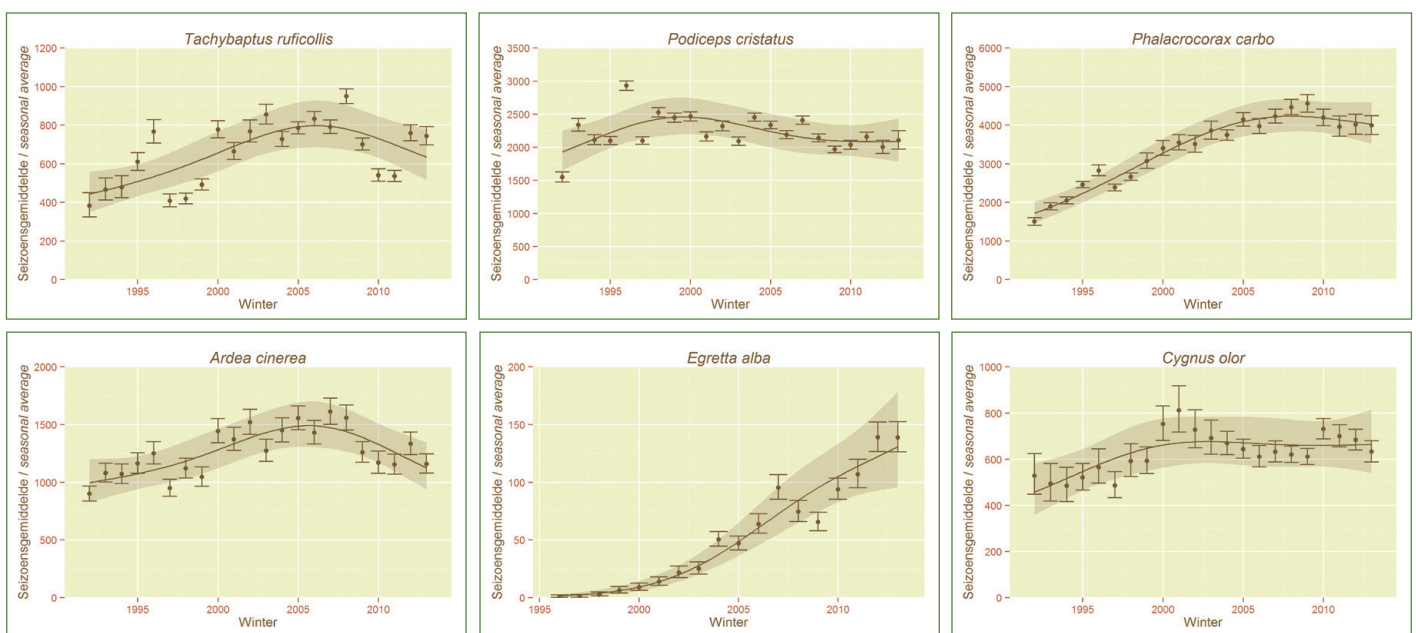 Tachybaptus ruficollis
Seizoensgemiddelde / seasonal average
1200
1000
800
600
400
200
0
1995 2000 2005 2010
Winter
Podiceps cristatus
Seizoensgemiddelde / seasonal average
3500
3000
2500
2000
1500
1000
500
0
1995 2000 2005 2010
Winter
Phalacrocorax carbo
Seizoensgemiddelde / seasonal average
6000
5000
4000
3000
2000
1000
0
1995 2000 2005 2010
Winter
Ardea cinerea
Seizoensgemiddelde / seasonal average
2000
1500
1000
500
0
1995 2000 2005 2010
Winter
Egretta alba
Seizoensgemiddelde / seasonal average
200
150
100
50
0
1995 2000 2005 2010
Winter
Cygnus olor
Seizoensgemiddelde / seasonal average
1000
800
600
400
200
0
1995 2000 2005 2010
Winter